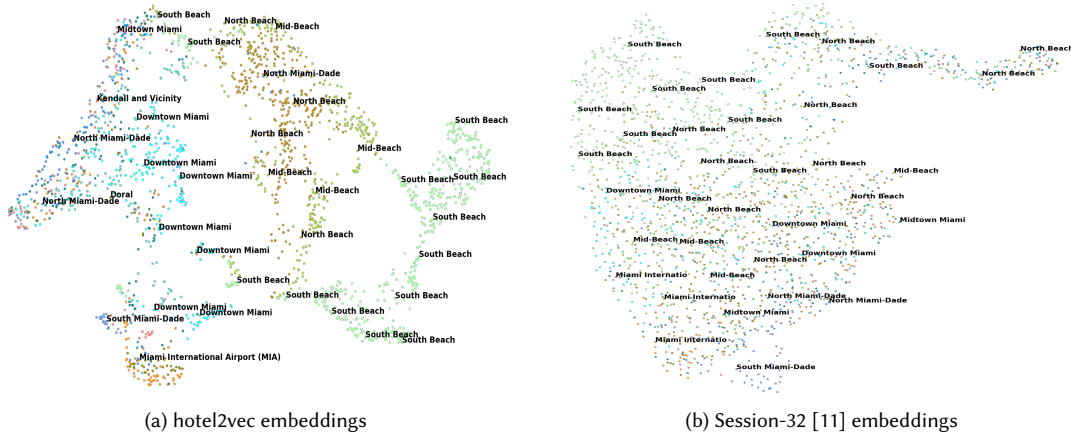 South Beach
North Beach
Mid-Beach
Midtown Miami
South Beach
North Miami-Dade
Kendall and Vicinity
North Beach
Downtown Miami
North Beach
North Miami-Dade
South Beach
Mid-Beach
Downtown Miami
Mid-Beach
Downtown Miami
South Beach
South Beach
Doral
Mid-Beach
North Miami-Dade
South Beach
Downtown Miami
North Beach
Downtown Miami
South Beach
South Beach
South Beach
South Beach
Downtown Miami
South Beach
Downtown Miami
South Miami-Dade
South Beach
South Beach
Miami International Airport (MIA)
(a) hotel2vec embeddings
South Beach
South Beach
North Beach
North Beac
South Beach
North Beach
South Beach
South Beach
South Beach
North Beach
South Beach
South Beach
North Beach
South Beach
North Beach
North Beach
South Beach
Mid-Beach
Downtown Miami
North Beach
North Beach
North Beach
Midtown Miami
Downtown Miami
Mid-Beach
Mid-Beach
Downtown Miami
North Beach
Miami Internatio
Mid-Beach
Miami Internatio
North Miami-Dade
North Miami-Dade
Midtown Miami
Miami Internatio
South Miami-Dade
(b) Session-32 [11] embeddings